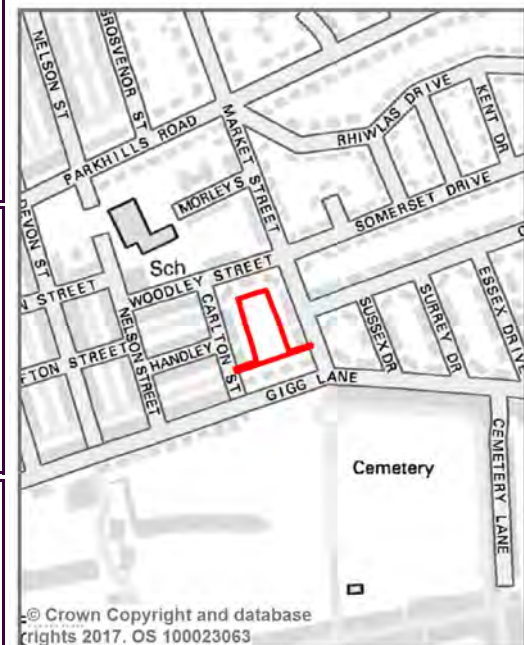 NELSON ST
GROSVENOR ST
PARKHILLS ROAD
MARKET STREET
RHIWLAS DRIVE
KENT DR
MORLEYS
SOMERSET DRIVE
DEVON ST
Sch
N STREET
WOODLEY STREET
CARLTON ST
NELSON STREET
HANDLEY
FTON STREET
SUSSEX DR
SURREY DR
ESSEX DRIVE
GIGG LANE
CEMETERY LANE
Cemetery
© Crown Copyright and database
rights 2017. OS 100023063